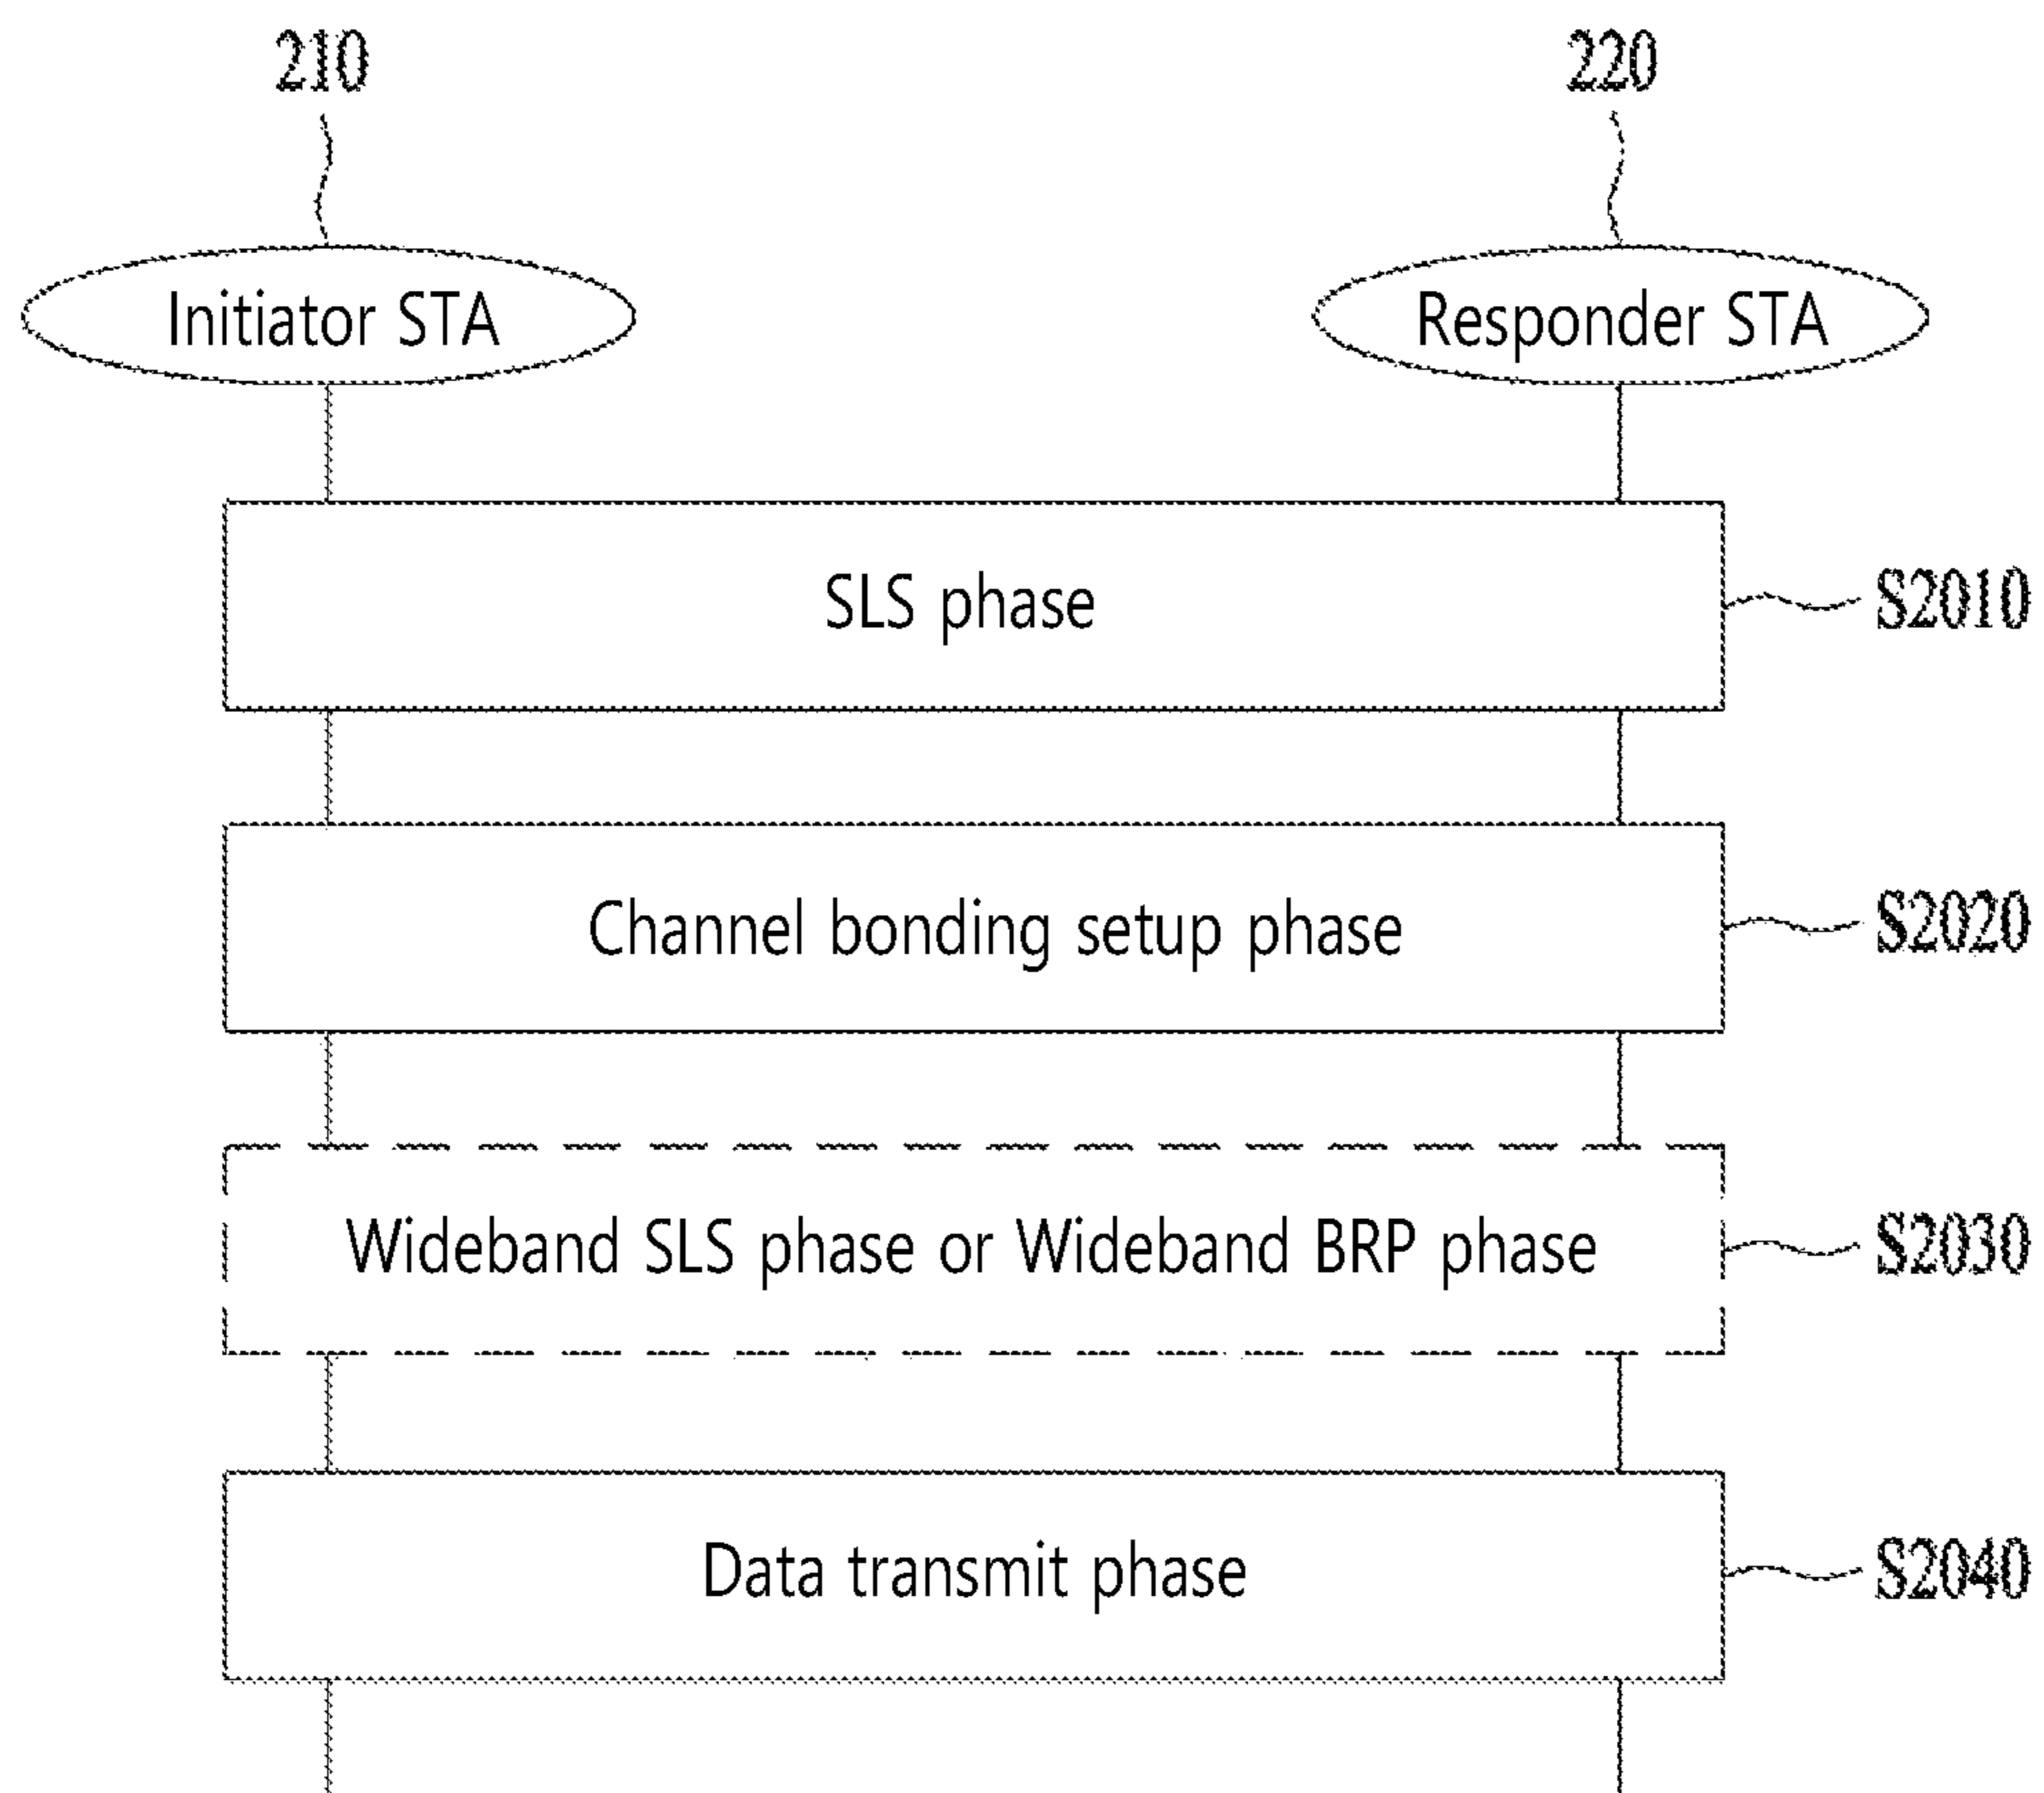 210
220
Initiator STA
Responder STA
SLS phase
S2010
Channel bonding setup phase
S2020
Wideband SLS phase or Wideband BRP phase
S2030
Data transmit phase
S2040